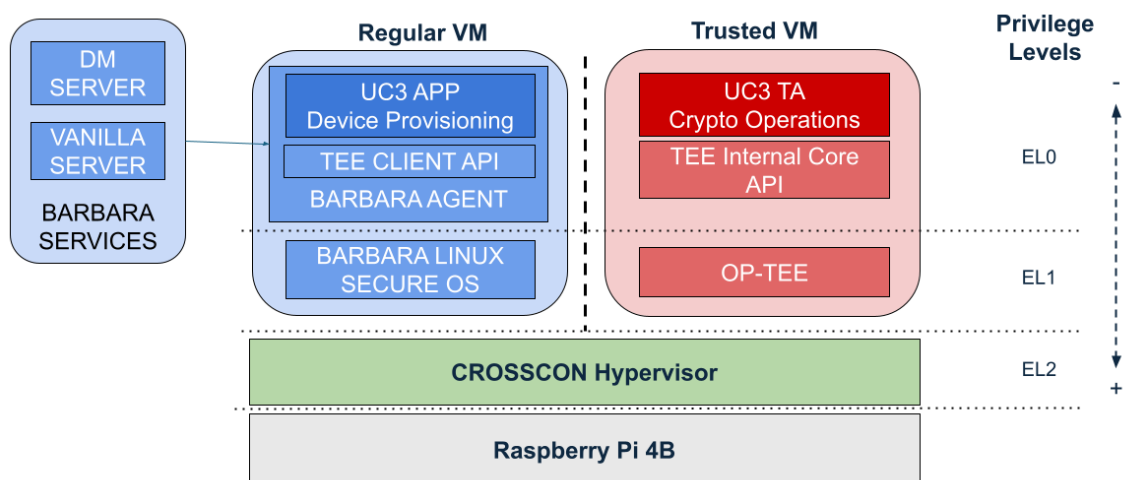 DM
SERVER
VANILLA
SERVER
BARBARA
SERVICES
Regular VM
UC3 APP
Device Provisioning
TEE CLIENT API
BARBARA AGENT
BARBARA LINUX
SECURE OS
Trusted VM
UC3 TA
Crypto Operations
TEE Internal Core
API
OP-TEE
CROSSCON Hypervisor
Raspberry Pi 4B
Privilege
Levels
-
EL0
EL1
EL2
+